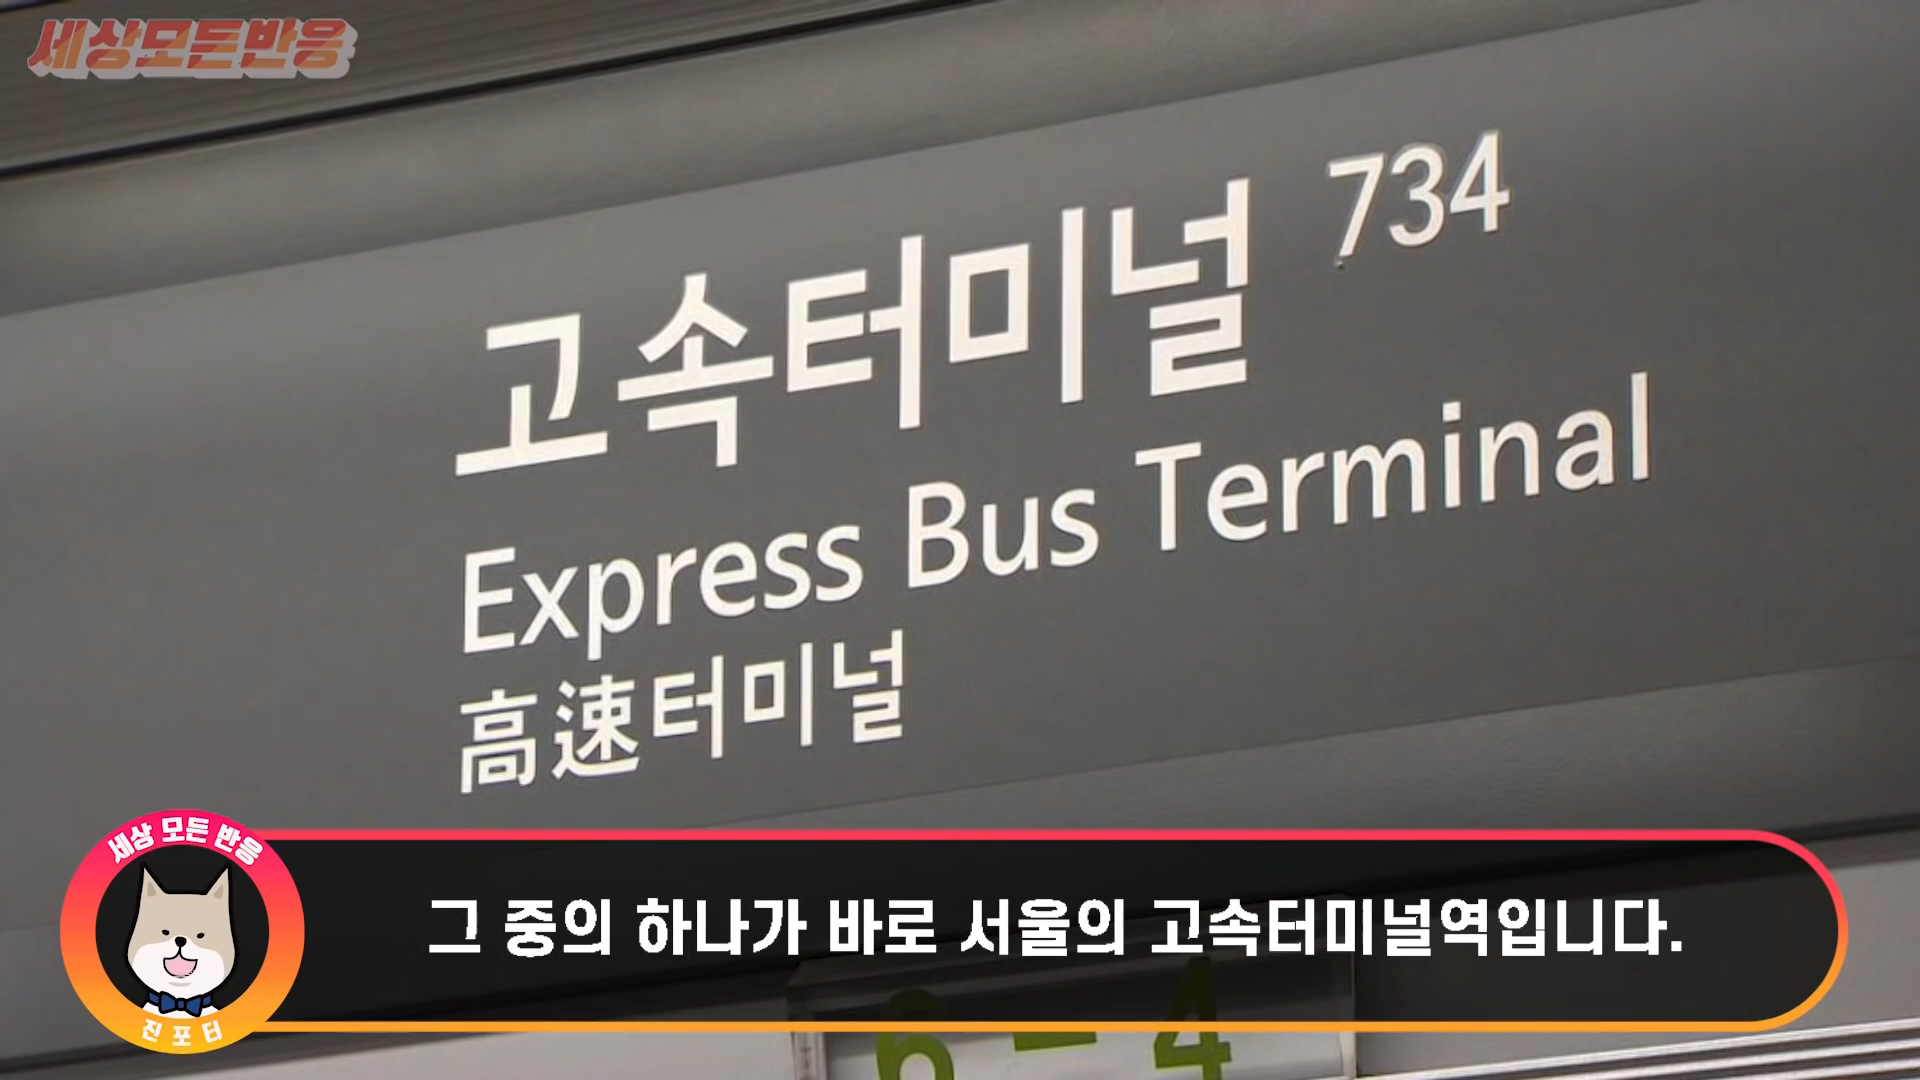 세상모든반응
고속터미널 734
Express Bus Terminal
高速터미널
세상 모든 반응
그 중의 하나가 바로 서울의 고속터미널역입니다.
진포터
6-4